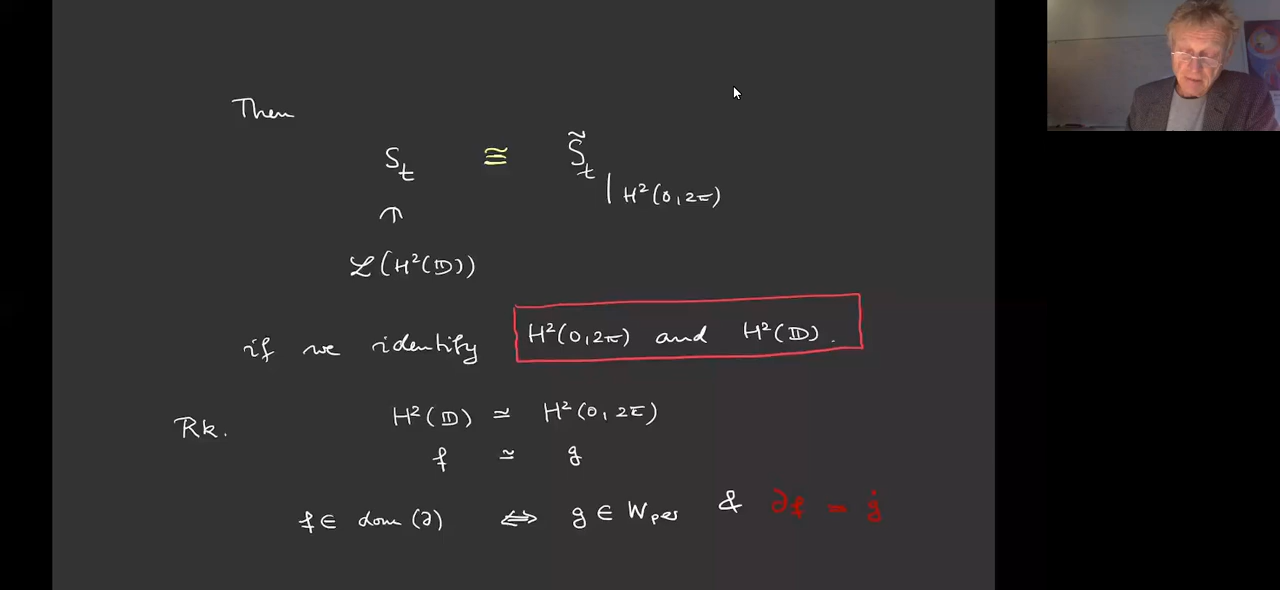 Then
S_t ≅ S̃_t |_{H²(0,2π)}
↑
ℒ(H²(𝔻))
if we identify H²(0,2π) and H²(𝔻).
Rk. H²(𝔻) ≃ H²(0,2π)
f ≃ g
f ∈ dom(∂) ⇔ g ∈ W_per & ∂f = ġ